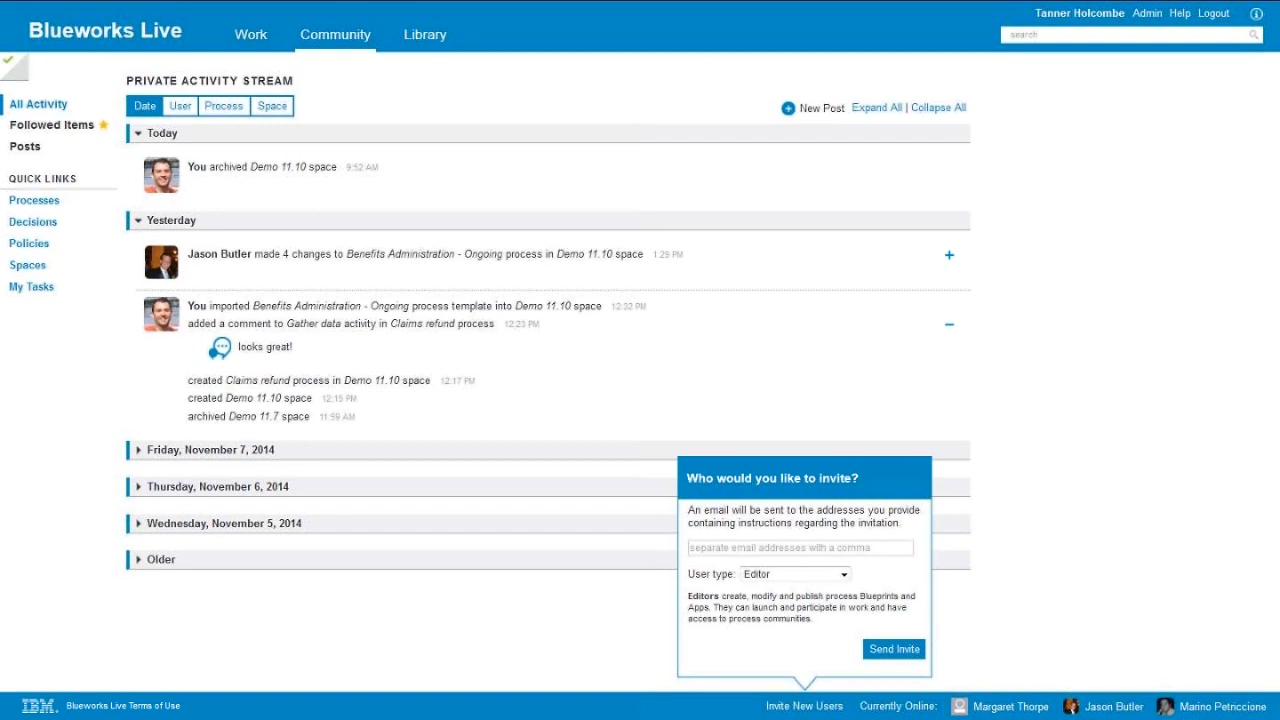 Tanner Holcombe Admin Help Logout
Blueworks Live Work Community Library
search
PRIVATE ACTIVITY STREAM
Date User Process Space
New Post Expand All | Collapse All
All Activity
Followed Items
Posts
QUICK LINKS
Processes
Decisions
Policies
Spaces
My Tasks
Today
You archived Demo 11.10 space 9:52 AM
Yesterday
Jason Butler made 4 changes to Benefits Administration - Ongoing process in Demo 11.10 space 1:29 PM
You imported Benefits Administration - Ongoing process template into Demo 11.10 space 12:32 PM
added a comment to Gather data activity in Claims refund process 12:23 PM
looks great!
created Claims refund process in Demo 11.10 space 12:17 PM
created Demo 11.10 space 12:15 PM
archived Demo 11.7 space 11:59 AM
Friday, November 7, 2014
Thursday, November 6, 2014
Wednesday, November 5, 2014
Older
Who would you like to invite?
An email will be sent to the addresses you provide
containing instructions regarding the invitation.
separate email addresses with a comma
User type: Editor
Editors create, modify and publish process Blueprints and
Apps. They can launch and participate in work and have
access to process communities.
Send Invite
IBM. Blueworks Live Terms of Use
Invite New Users Currently Online: Margaret Thorpe Jason Butler Marino Petriccione